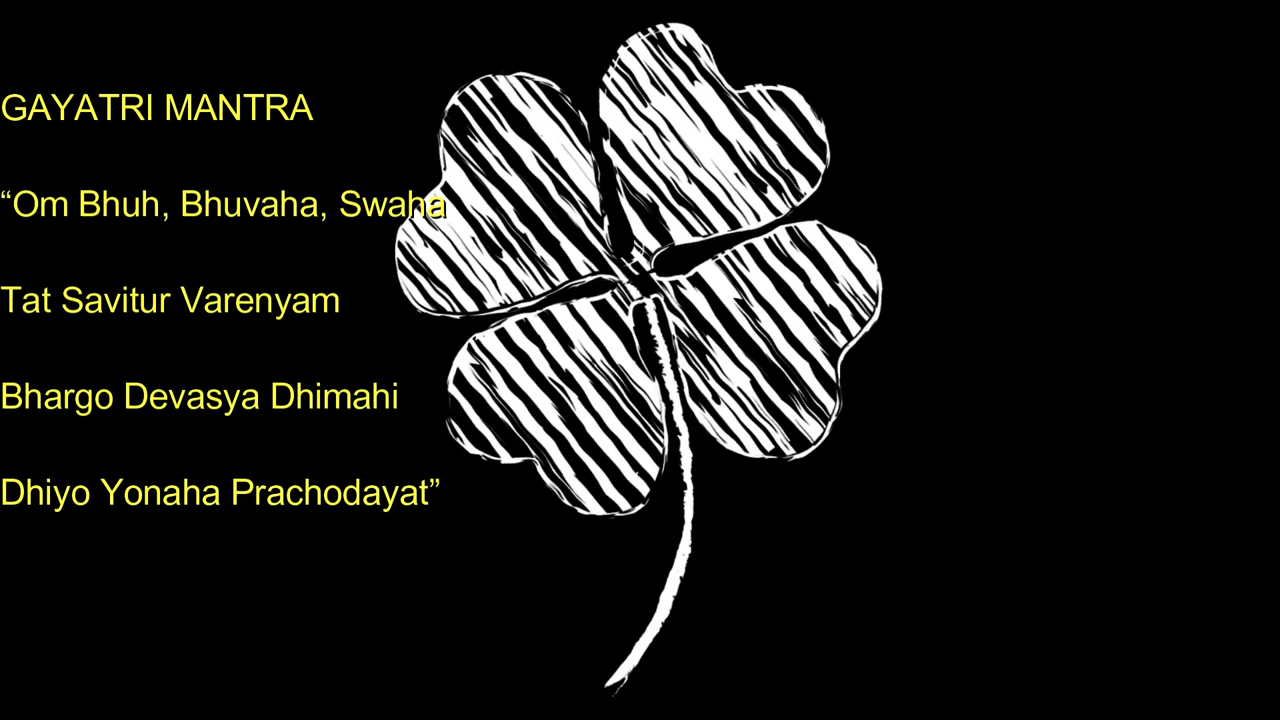 GAYATRI MANTRA
“Om Bhuh, Bhuvaha, Swaha
Tat Savitur Varenyam
Bhargo Devasya Dhimahi
Dhiyo Yonaha Prachodayat”